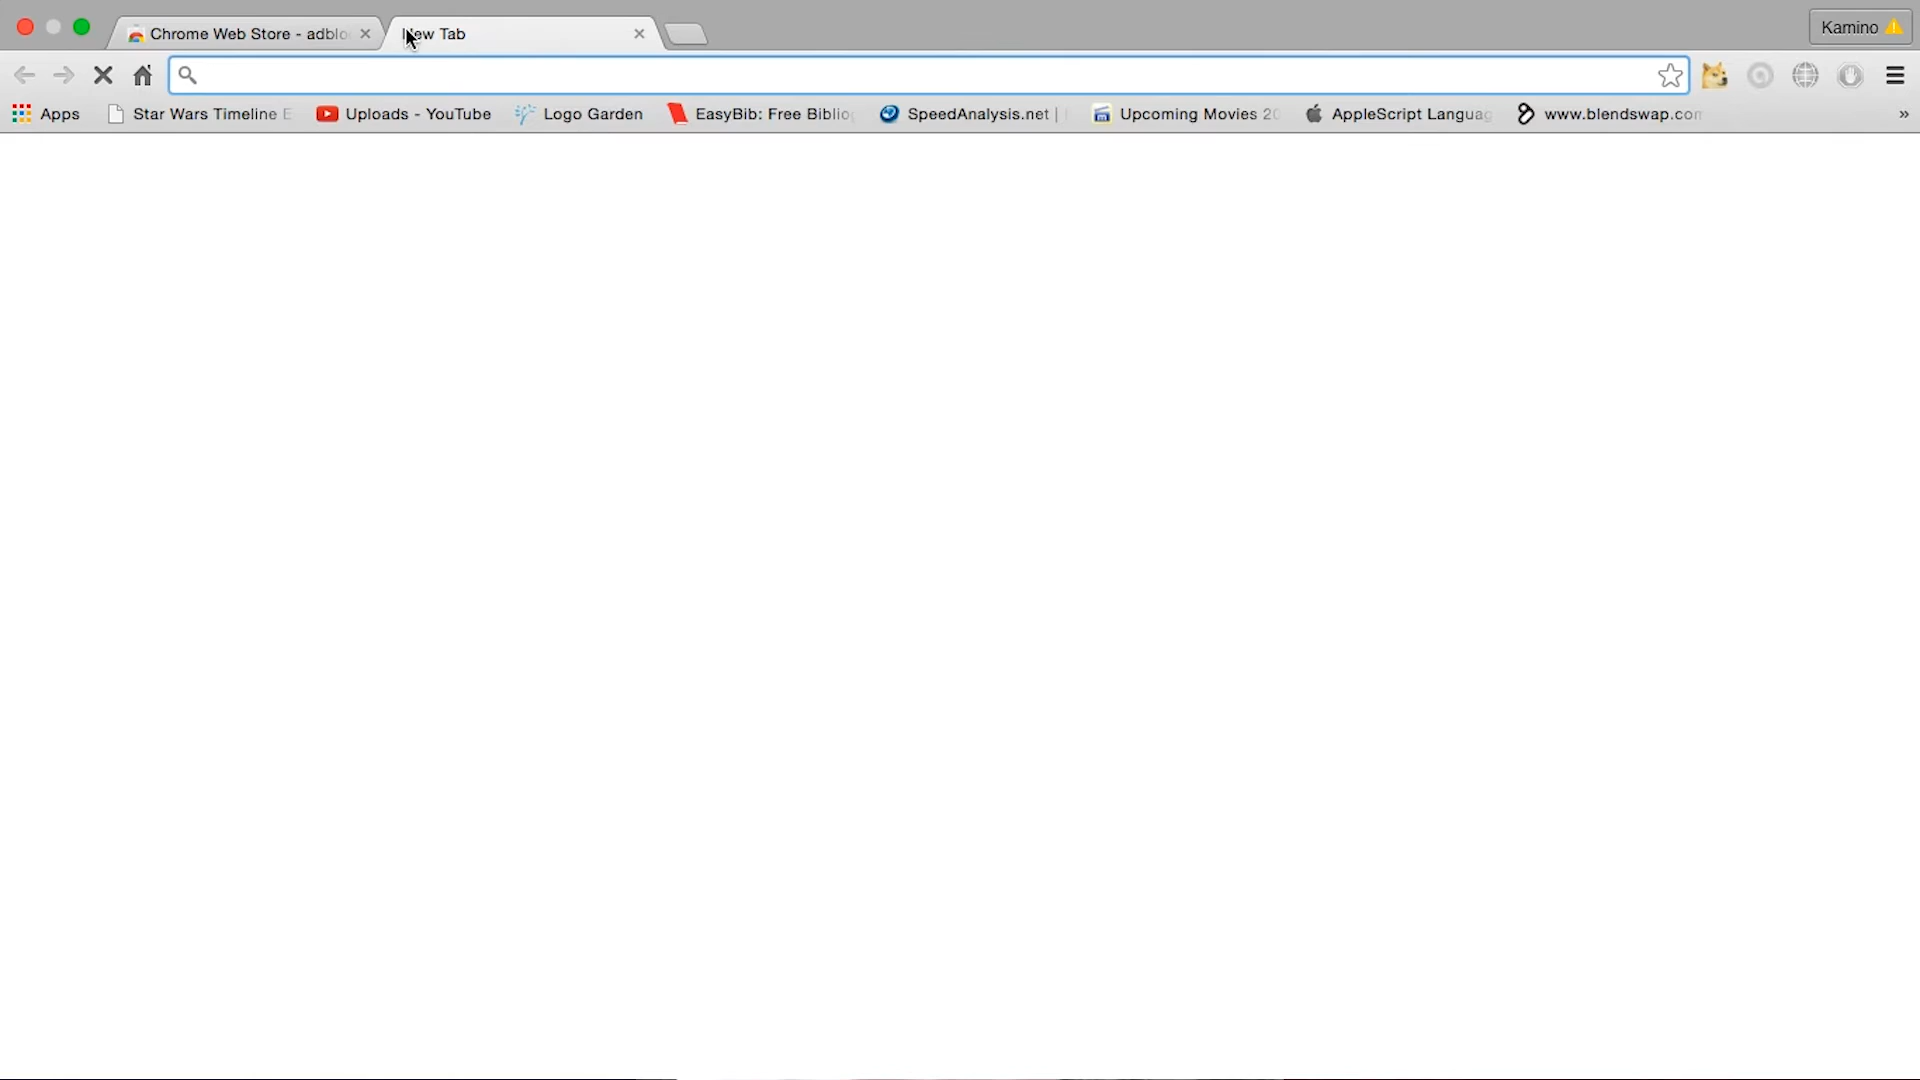 Chrome Web Store - adblo
New Tab
Kamino
Apps
Star Wars Timeline E
Uploads - YouTube
Logo Garden
EasyBib: Free Biblio
SpeedAnalysis.net |
Upcoming Movies 20
AppleScript Languag
www.blendswap.com
»